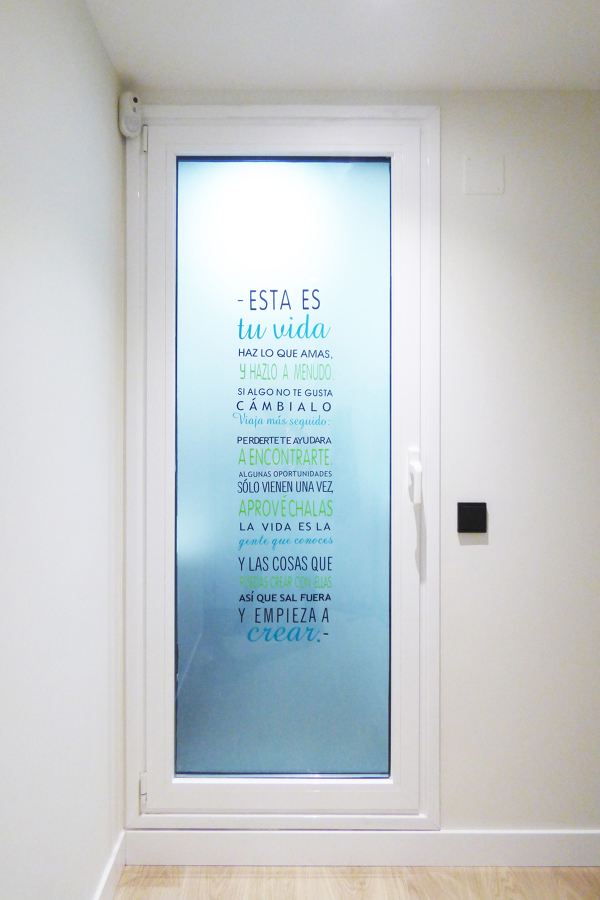 - ESTA ES
tu vida
HAZ LO QUE AMAS,
Y HAZLO A MENUDO.
SI ALGO NO TE GUSTA
CÁMBIALO
Viaja más seguido:
PERDERTE TE AYUDARA
A ENCONTRARTE.
ALGUNAS OPORTUNIDADES
SÓLO VIENEN UNA VEZ,
APROVÉCHALAS
LA VIDA ES LA
gente que conoces
Y LAS COSAS QUE
PUEDAS CREAR CON ELLAS.
ASÍ QUE SAL FUERA
Y EMPIEZA A
crear.-